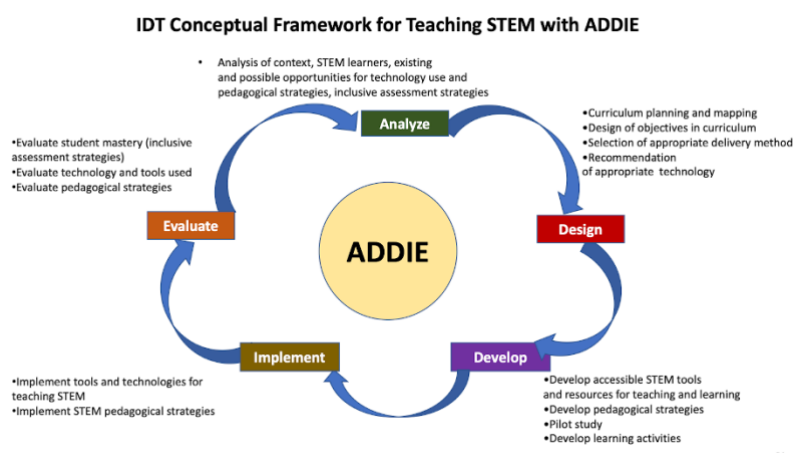 IDT Conceptual Framework for Teaching STEM with ADDIE
• Analysis of context, STEM learners, existing
and possible opportunities for technology use and
pedagogical strategies, inclusive assessment strategies
Analyze
•Curriculum planning and mapping
•Design of objectives in curriculum
•Selection of appropriate delivery method
•Recommendation
of appropriate technology
•Evaluate student mastery (inclusive
assessment strategies)
•Evaluate technology and tools used
•Evaluate pedagogical strategies
Evaluate
Design
ADDIE
Implement
Develop
•Implement tools and technologies for
teaching STEM
•Implement STEM pedagogical strategies
•Develop accessible STEM tools
and resources for teaching and learning
•Develop pedagogical strategies
•Pilot study
•Develop learning activities